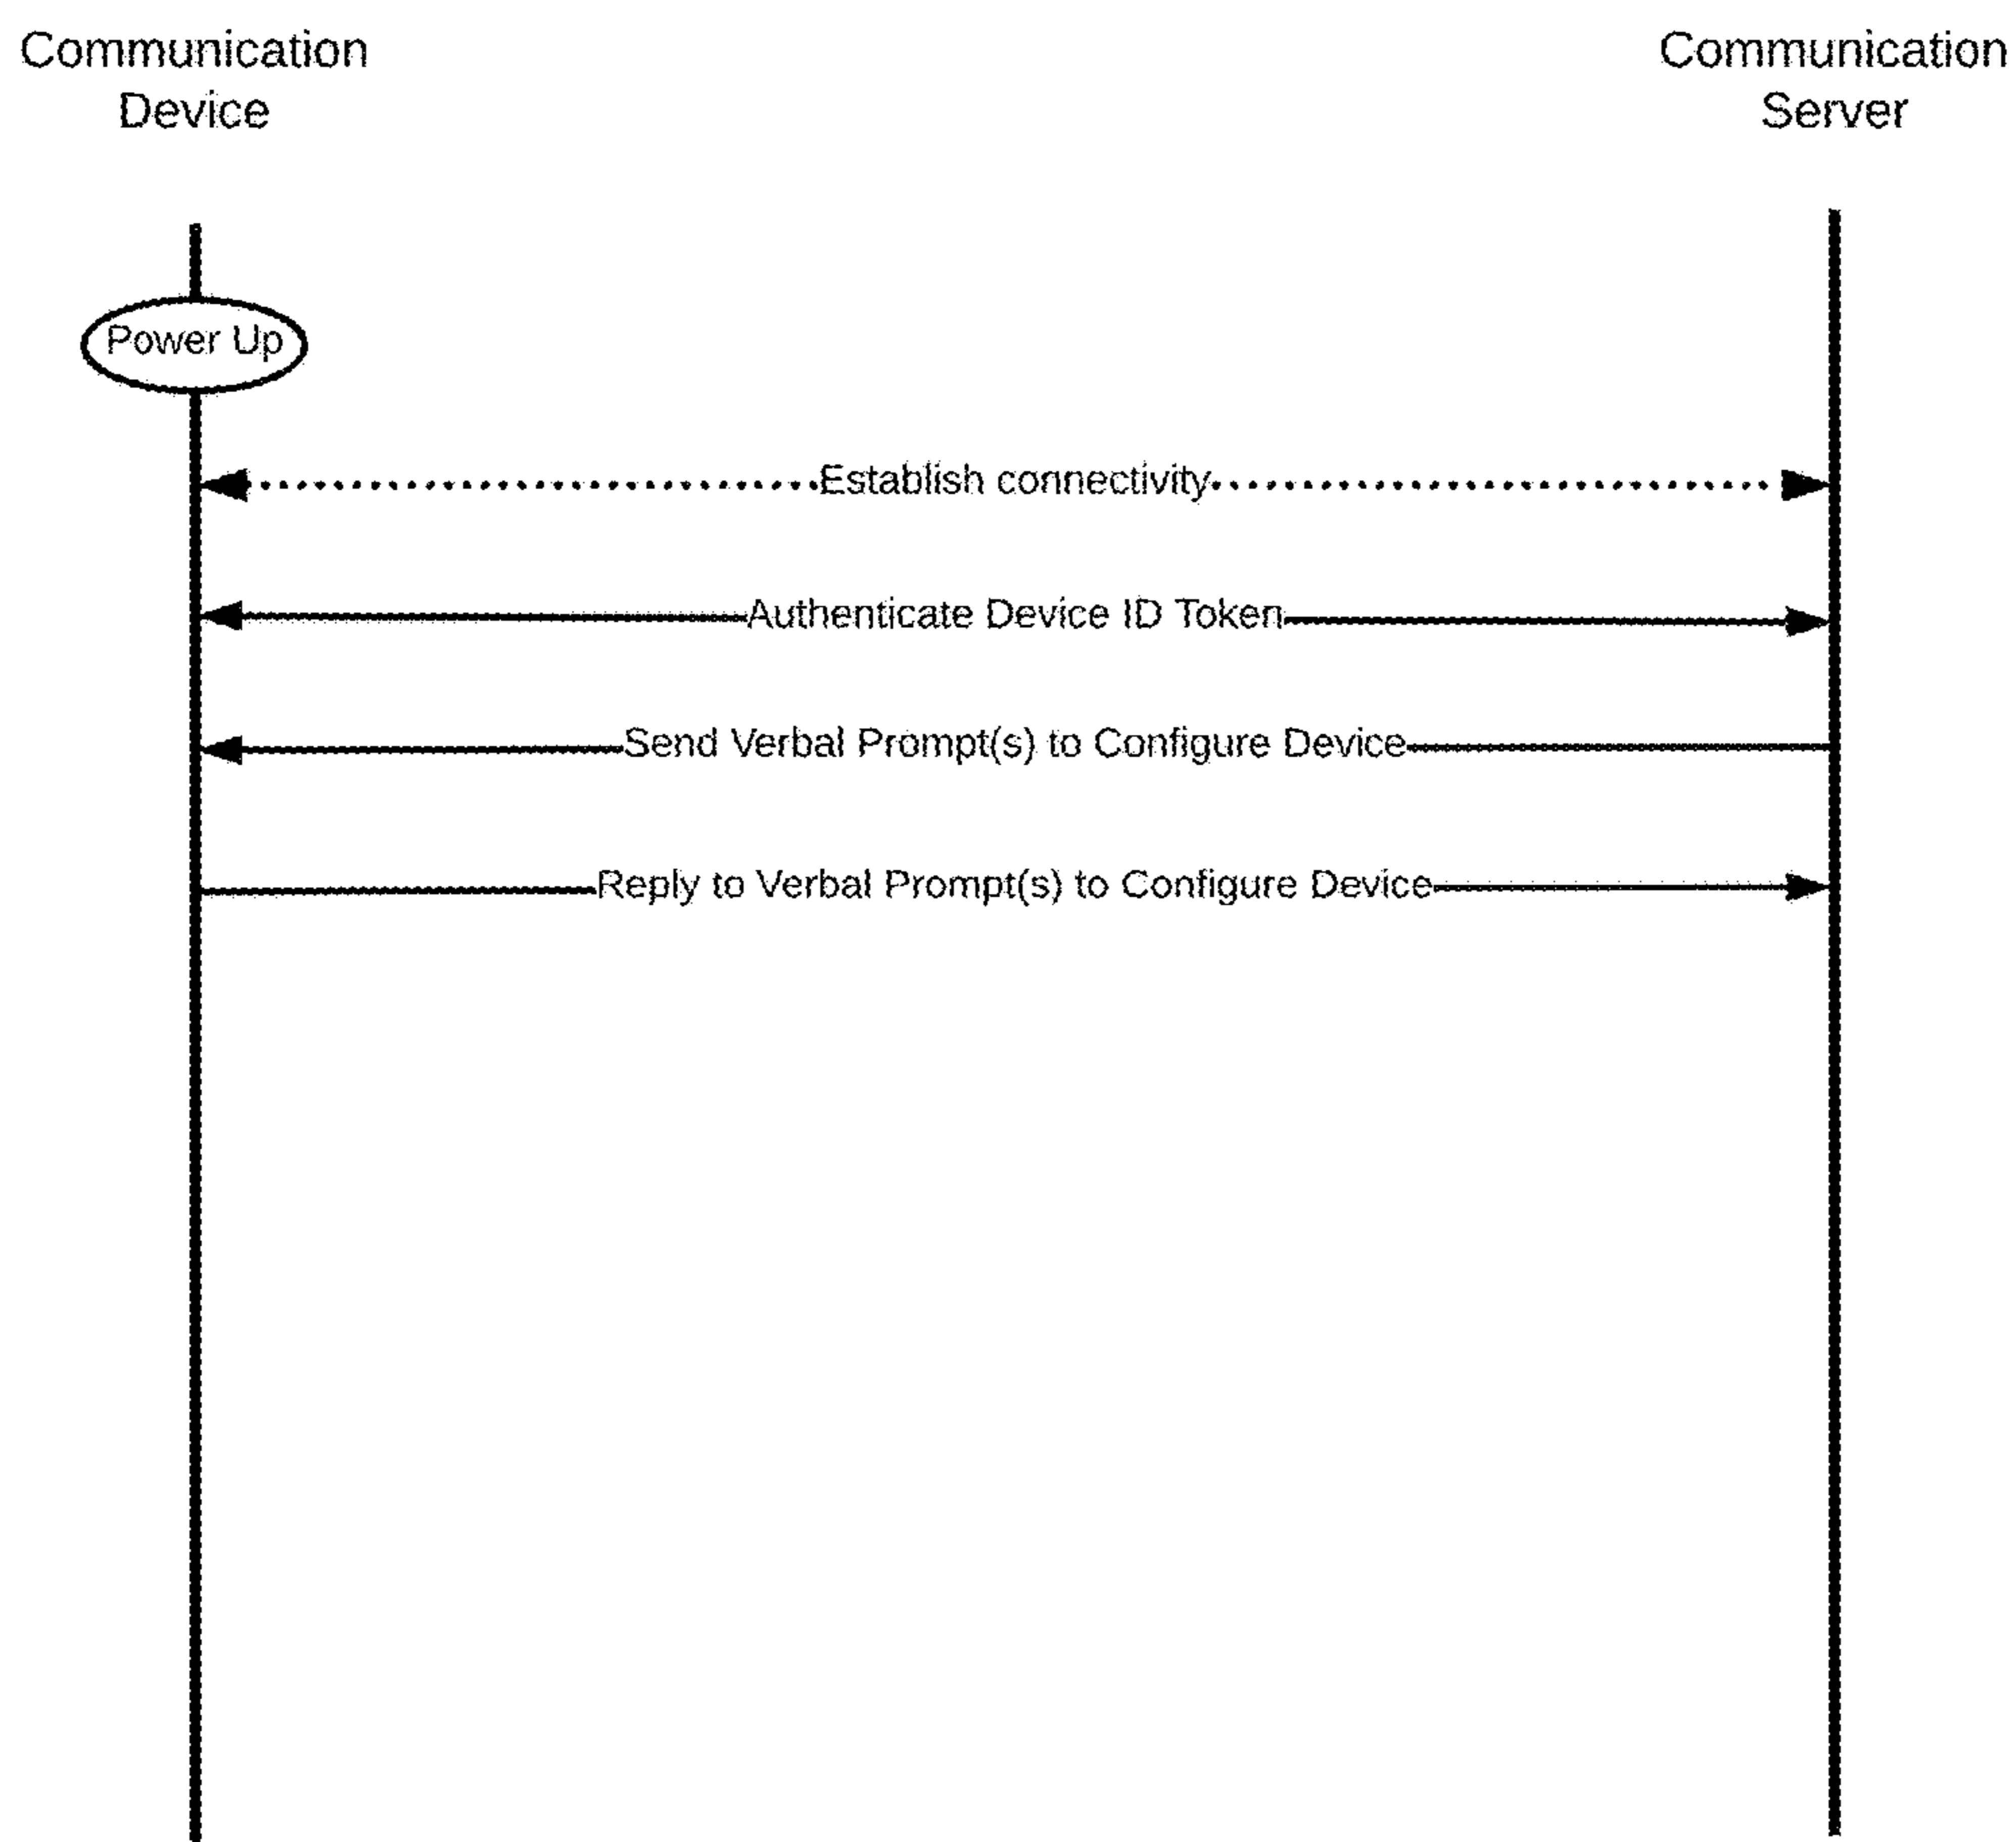 Communication
Device
Communication
Server
Power Up
Establish connectivity
Authenticate Device ID Token
Send Verbal Prompt(s) to Configure Device
Reply to Verbal Prompt(s) to Configure Device